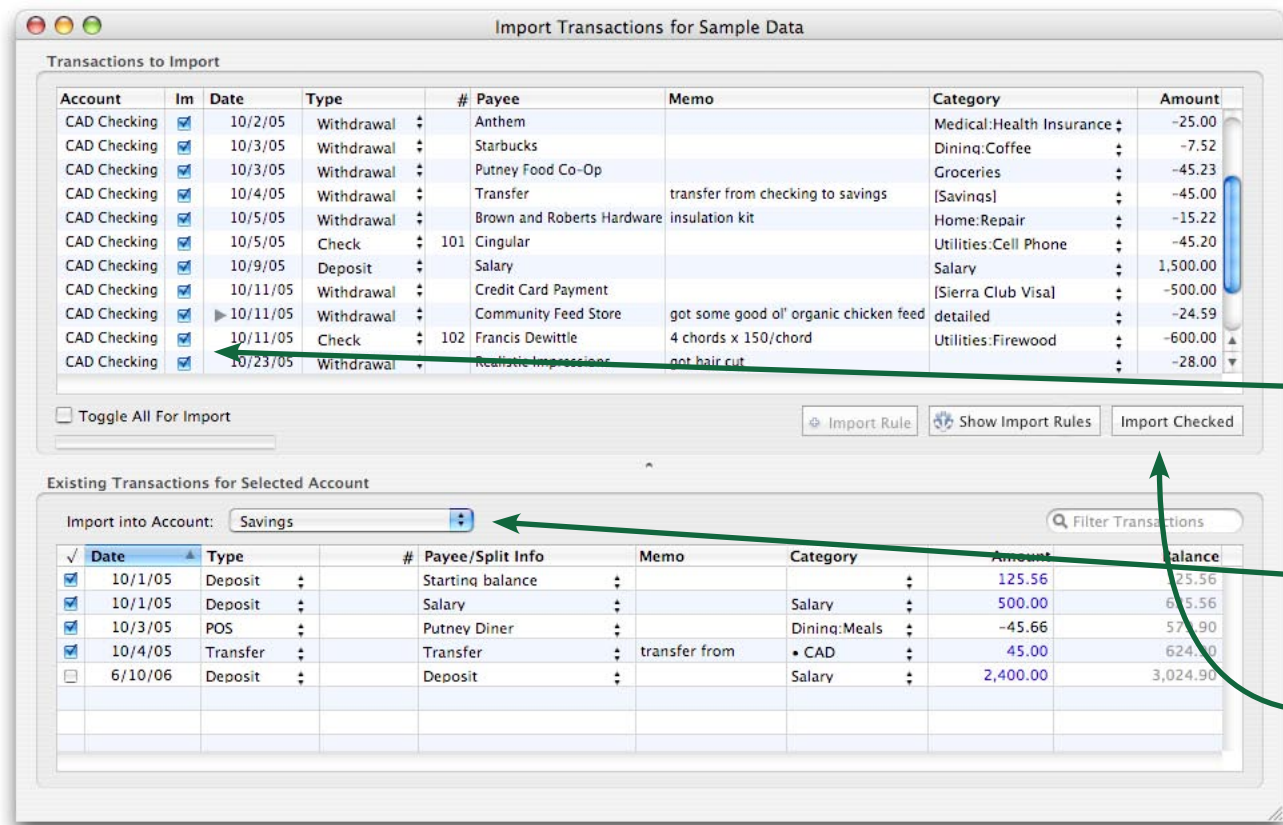 Import Transactions for Sample Data
Transactions to Import
Account Im Date Type # Payee Memo Category Amount
CAD Checking 10/2/05 Withdrawal Anthem Medical:Health Insurance -25.00
CAD Checking 10/3/05 Withdrawal Starbucks Dining:Coffee -7.52
CAD Checking 10/3/05 Withdrawal Putney Food Co-Op Groceries -45.23
CAD Checking 10/4/05 Withdrawal Transfer transfer from checking to savings [Savings] -45.00
CAD Checking 10/5/05 Withdrawal Brown and Roberts Hardware insulation kit Home:Repair -15.22
CAD Checking 10/5/05 Check 101 Cingular Utilities:Cell Phone -45.20
CAD Checking 10/9/05 Deposit Salary Salary 1,500.00
CAD Checking 10/11/05 Withdrawal Credit Card Payment [Sierra Club Visa] -500.00
CAD Checking 10/11/05 Withdrawal Community Feed Store got some good ol' organic chicken feed detailed -24.59
CAD Checking 10/11/05 Check 102 Francis Dewittle 4 chords x 150/chord Utilities:Firewood -600.00
CAD Checking 10/23/05 Withdrawal Realistic Impressions got hair cut -28.00
Toggle All For Import
Import Rule Show Import Rules Import Checked
Existing Transactions for Selected Account
Import into Account: Savings Filter Transactions
√ Date Type # Payee/Split Info Memo Category Amount Balance
10/1/05 Deposit Starting balance 125.56 125.56
10/1/05 Deposit Salary Salary 500.00 625.56
10/3/05 POS Putney Diner Dining:Meals -45.66 579.90
10/4/05 Transfer Transfer transfer from • CAD 45.00 624.90
6/10/06 Deposit Deposit Salary 2,400.00 3,024.90